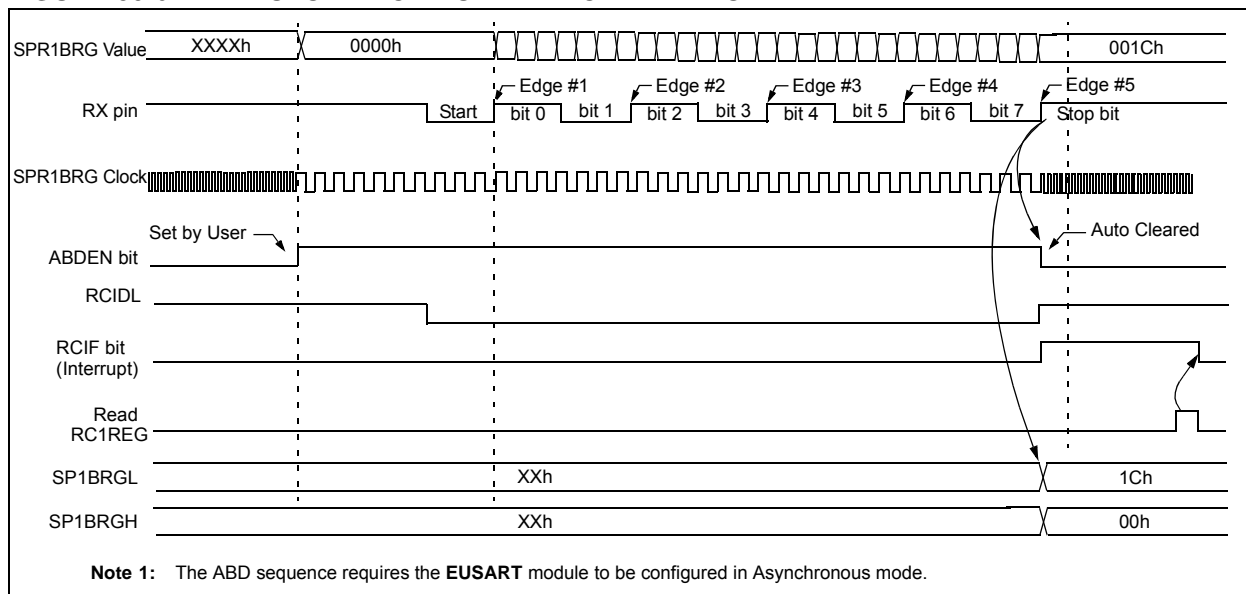 SPR1BRG Value
XXXXh
0000h
001Ch
RX pin
Start
Edge #1
bit 0
bit 1
Edge #2
bit 2
bit 3
Edge #3
bit 4
bit 5
Edge #4
bit 6
bit 7
Edge #5
Stop bit
SPR1BRG Clock
Set by User
Auto Cleared
ABDEN bit
RCIDL
RCIF bit
(Interrupt)
Read
RC1REG
SP1BRGL
XXh
1Ch
SP1BRGH
XXh
00h
Note 1: The ABD sequence requires the EUSART module to be configured in Asynchronous mode.